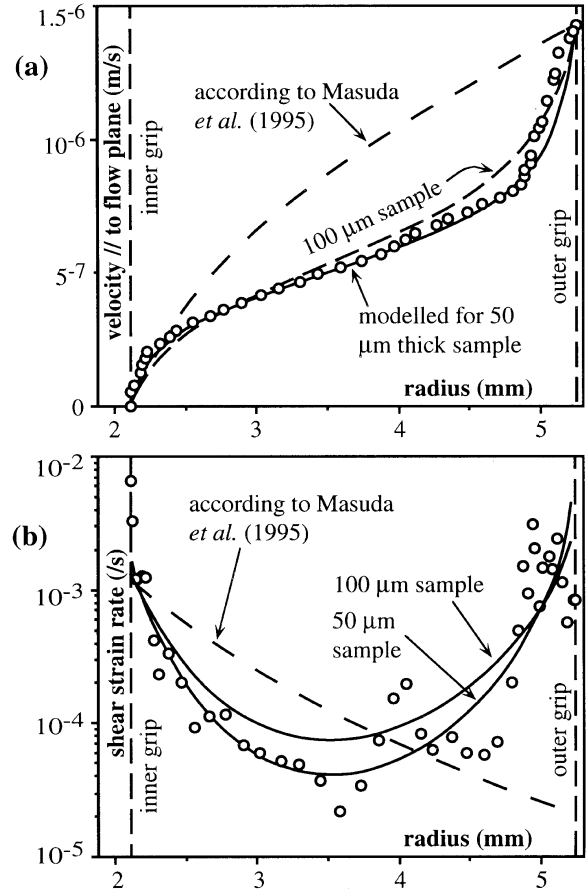 (a)
1.5-6
10-6
5-7
0
velocity // to flow plane (m/s)
inner grip
according to Masuda
et al. (1995)
100 µm sample
modelled for 50
µm thick sample
outer grip
radius (mm)
2
3
4
5
(b)
10-2
10-3
10-4
10-5
shear strain rate (/s)
inner grip
according to Masuda
et al. (1995)
100 µm sample
50 µm
sample
outer grip
radius (mm)
2
3
4
5